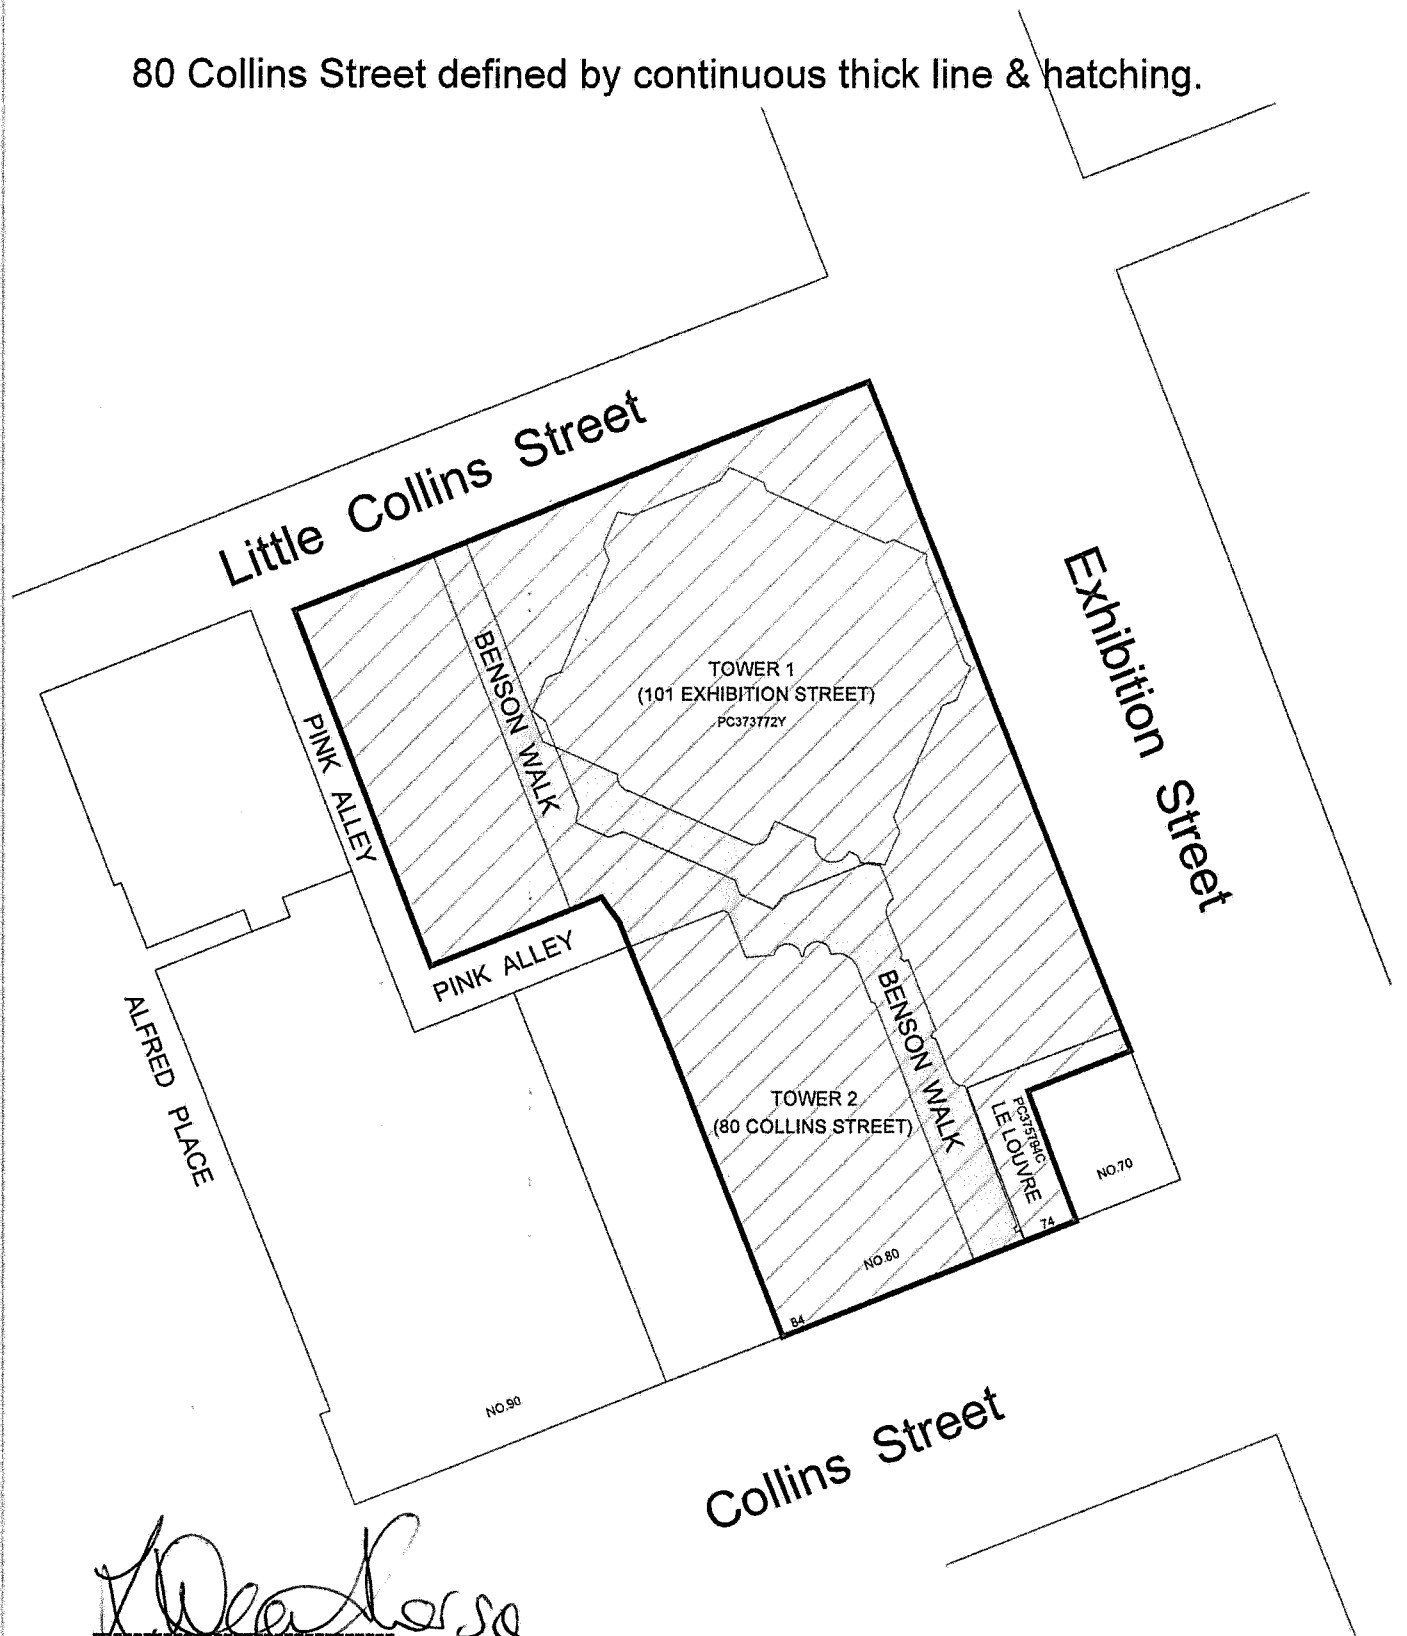 80 Collins Street defined by continuous thick line & hatching.
Little Collins Street
Exhibition Street
BENSON WALK
TOWER 1
(101 EXHIBITION STREET)
PC373772Y
PINK ALLEY
PINK ALLEY
ALFRED PLACE
BENSON WALK
TOWER 2
(80 COLLINS STREET)
PC375794C
LE LOUVRE
NO.70
74
NO.80
84
NO.90
Collins Street